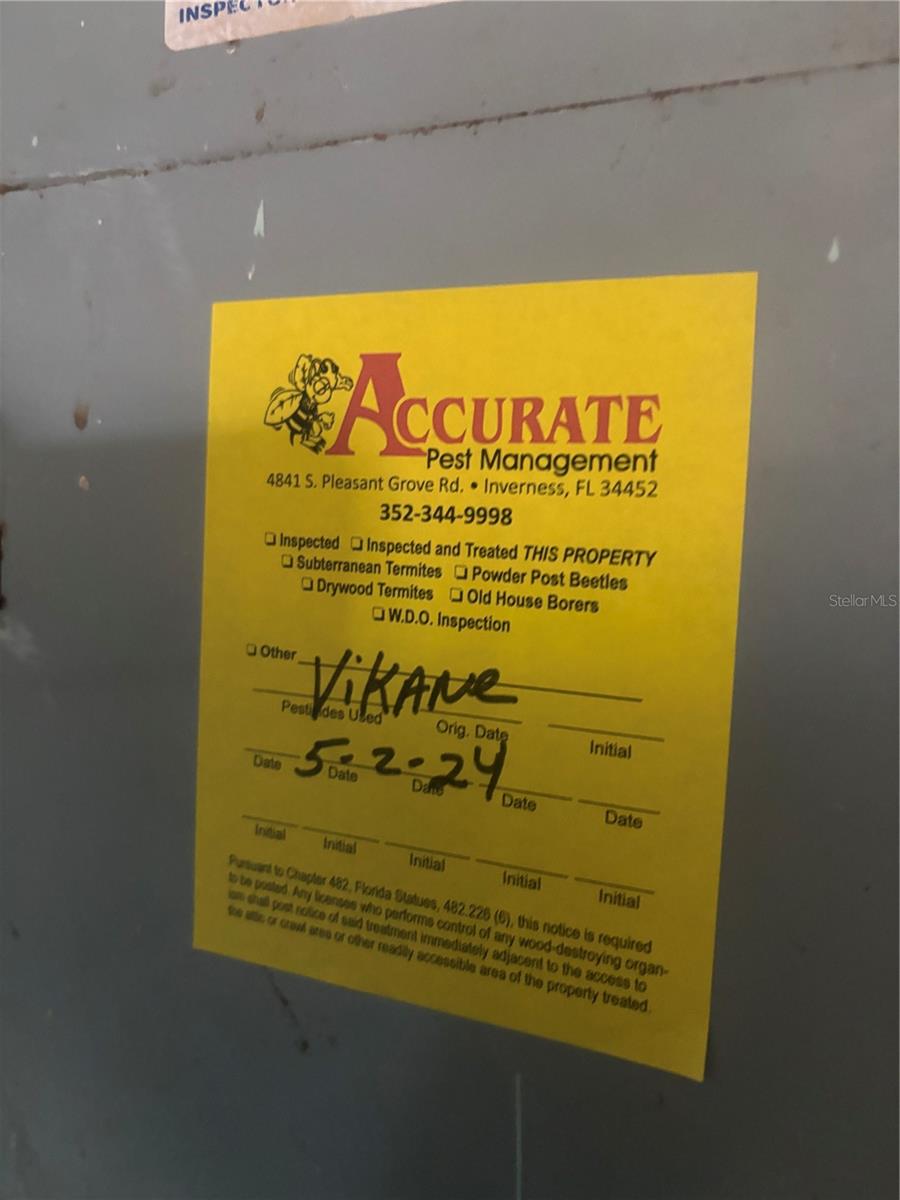 INSPECTOR
ACCURATE
Pest Management
4841 S. Pleasant Grove Rd. • Inverness, FL 34452
352-344-9998
❑ Inspected ❑ Inspected and Treated THIS PROPERTY
❑ Subterranean Termites ❑ Powder Post Beetles
❑ Drywood Termites ❑ Old House Borers
❑ W.D.O. Inspection
❑ Other
ViKANe
Pesticides Used Orig. Date Initial
5-2-24
Date Date Date Date Date
Initial Initial Initial Initial Initial
Pursuant to Chapter 482, Florida Statues, 482.226 (6), this notice is required
to be posted. Any licensee who performs control of any wood-destroying organ-
ism shall post notice of said treatment immediately adjacent to the access to
the attic or crawl area or other readily accessible area of the property treated.
Stellar MLS